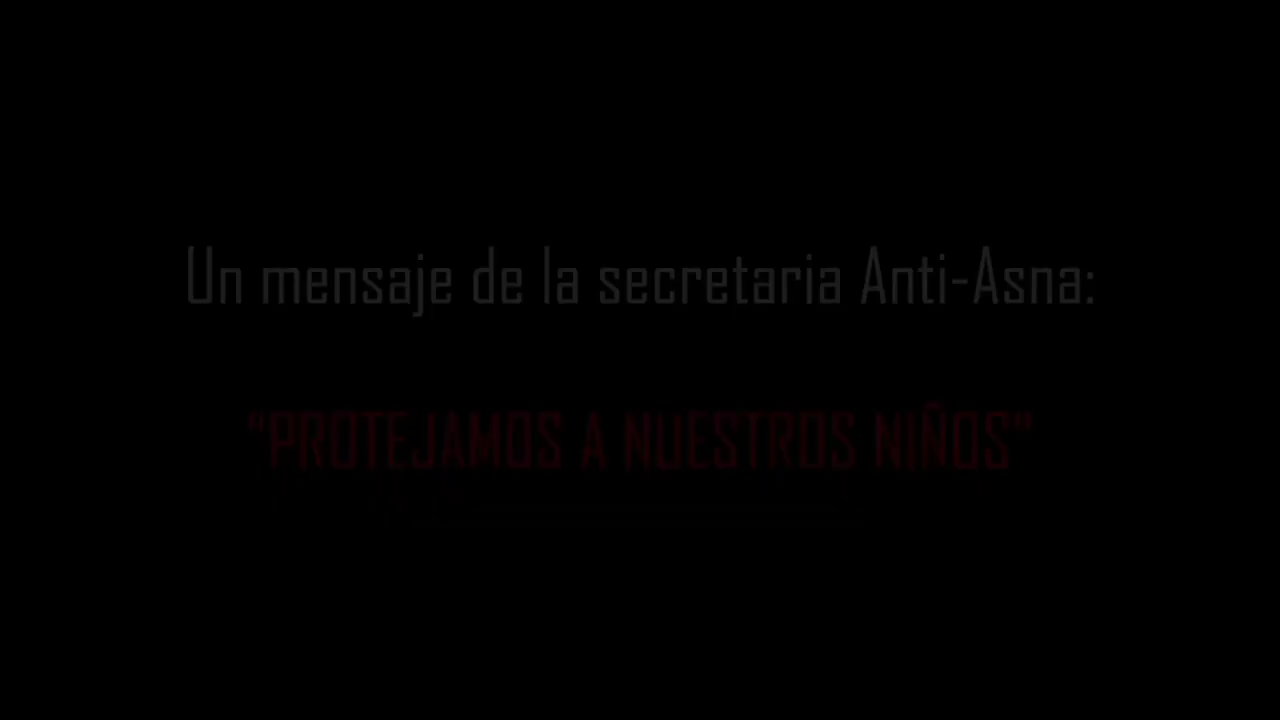 Un mensaje de la secretaria Anti-Asna:
"PROTEJAMOS A NUESTROS NIÑOS"